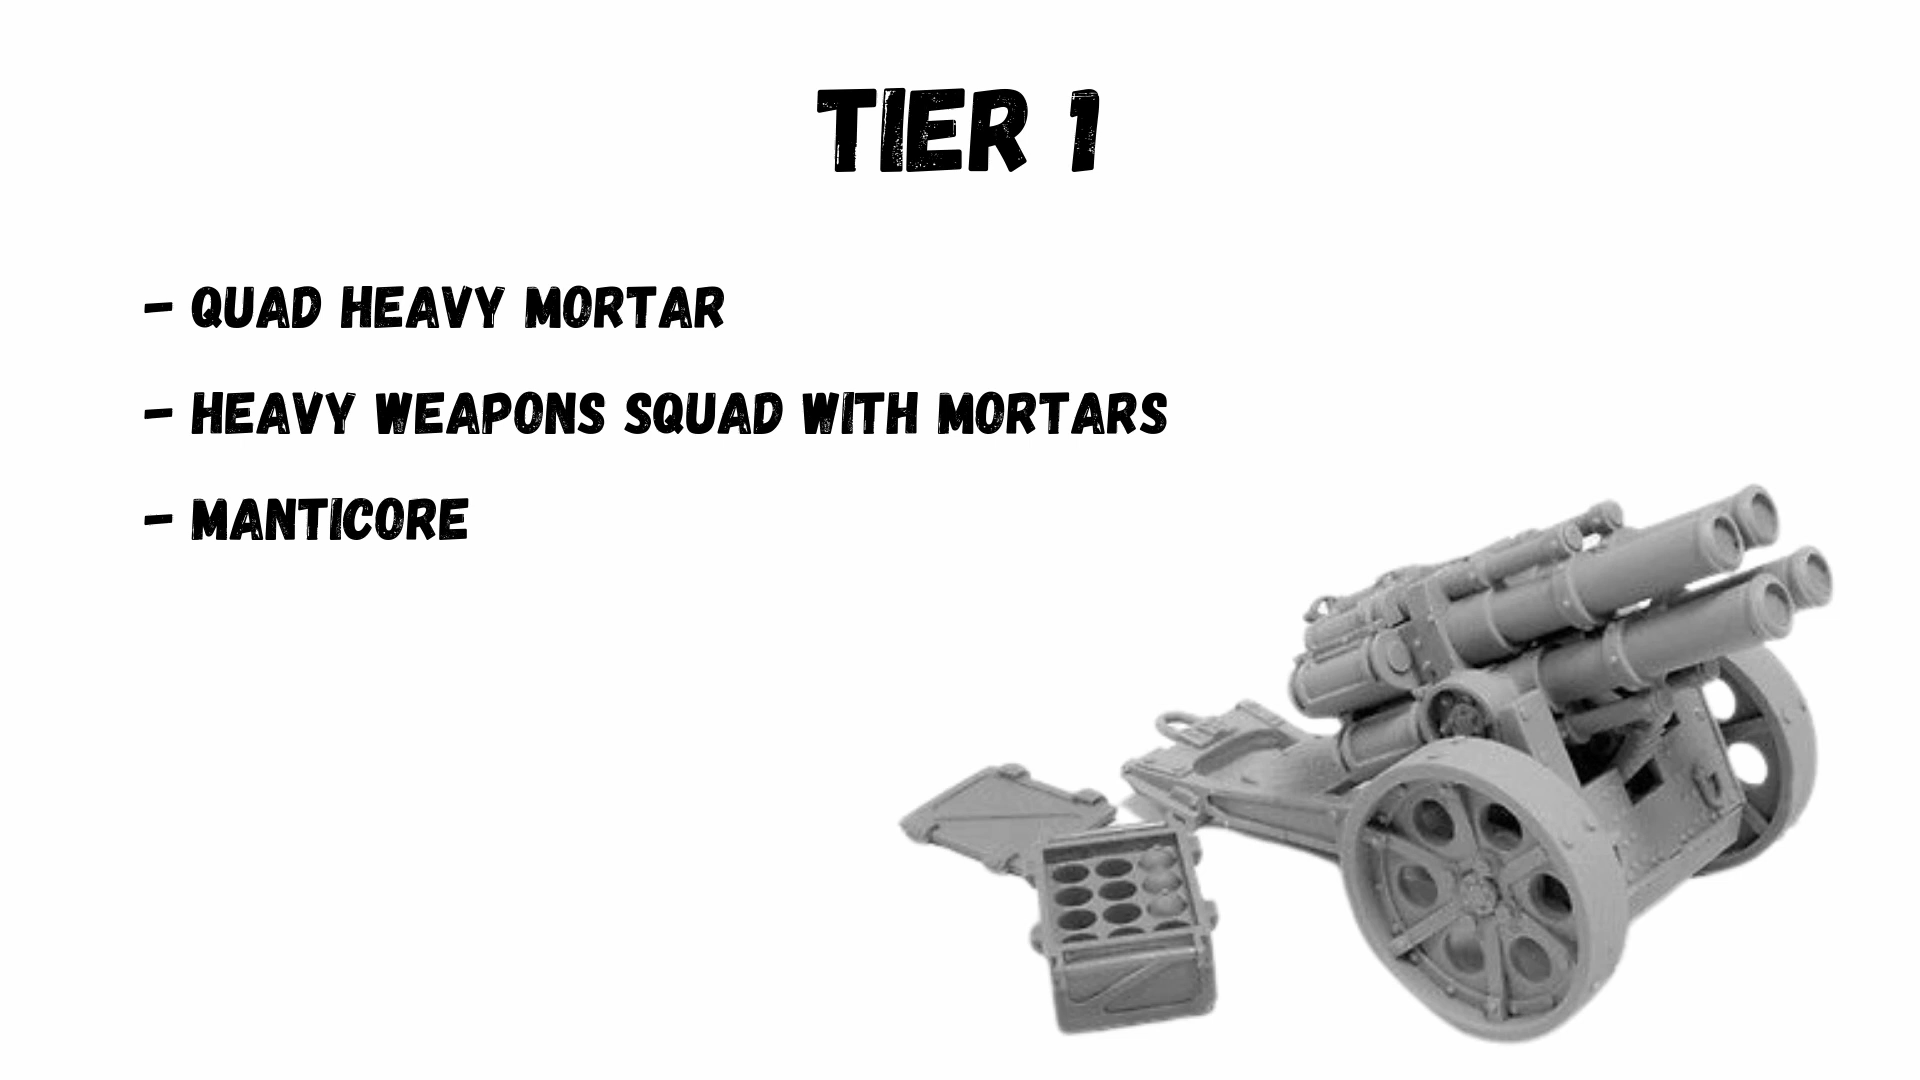 TIER 1
- QUAD HEAVY MORTAR
- HEAVY WEAPONS SQUAD WITH MORTARS
- MANTICORE